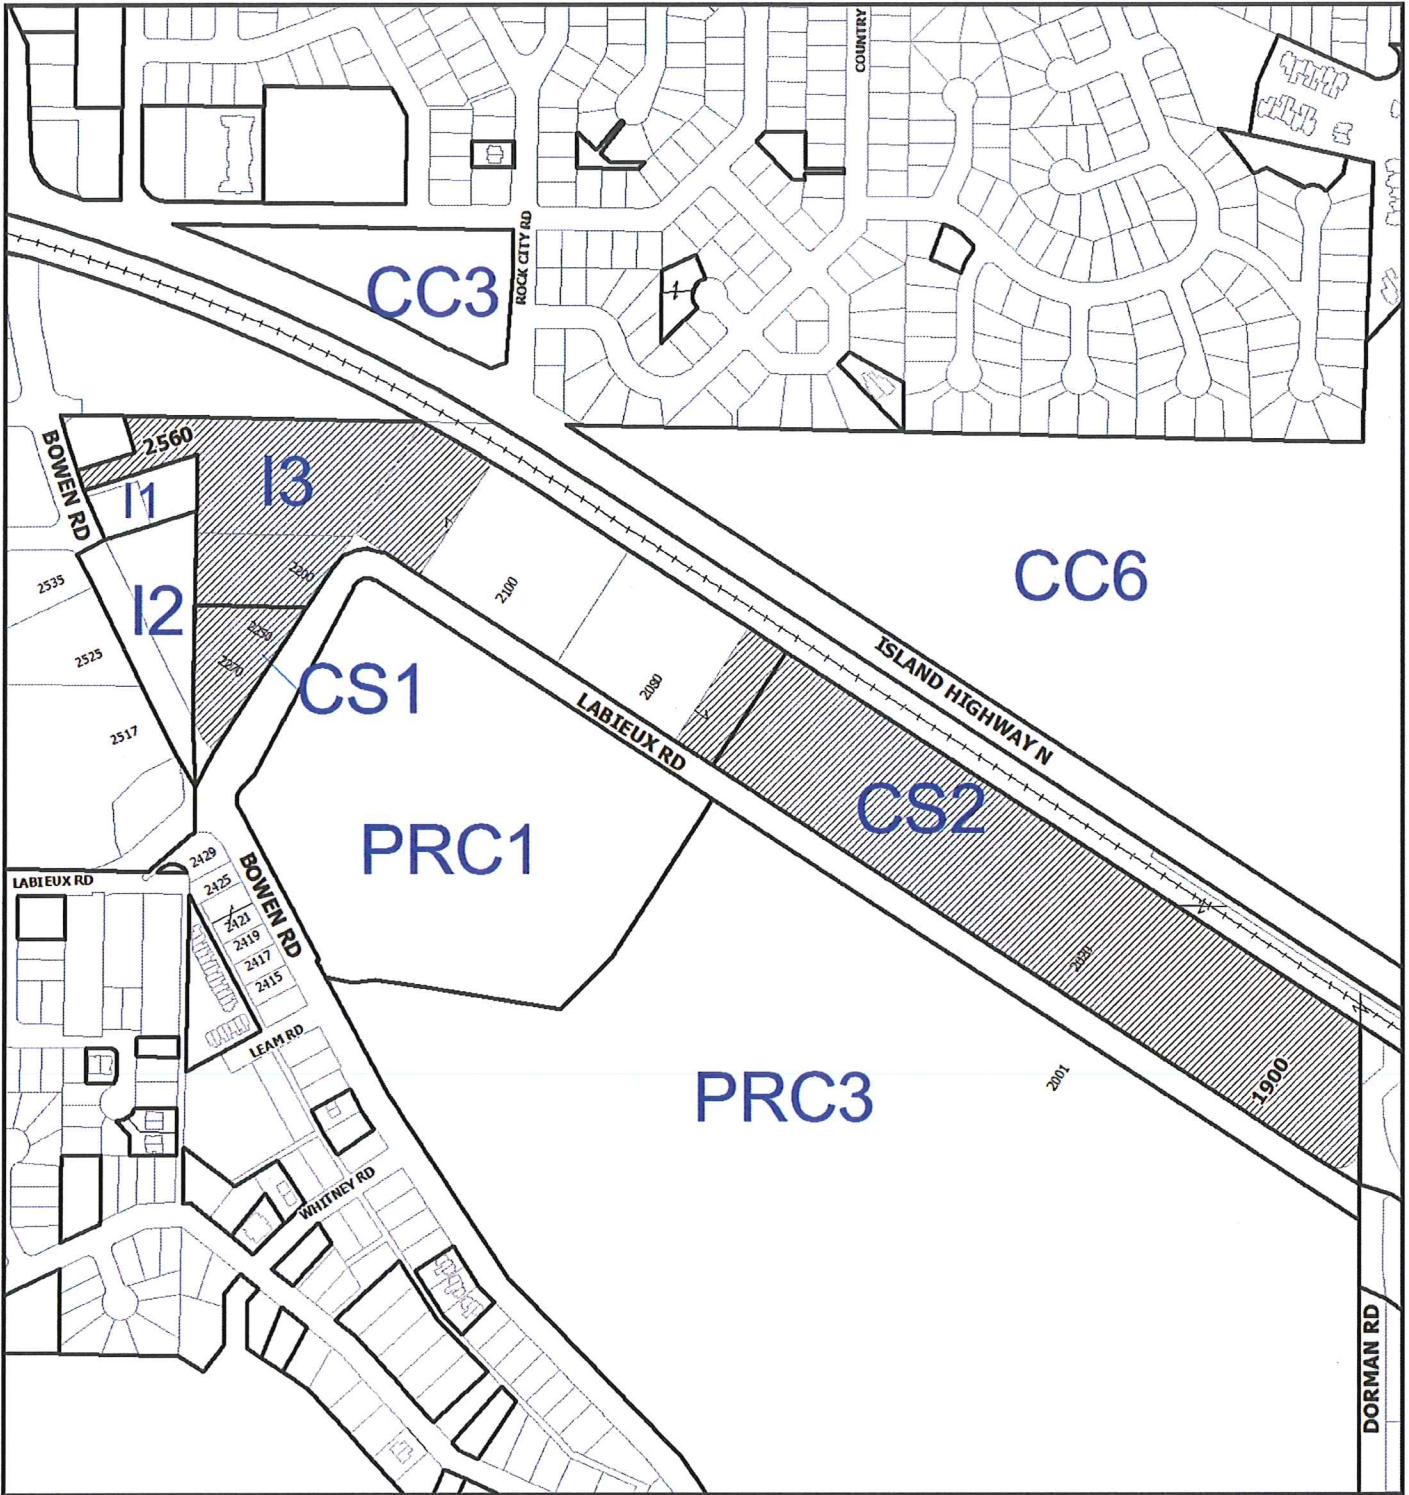 COUNTRY
ROCK CITY RD
CC3
BOWEN RD
2560
I3
I1
I2
2535
2525
2517
2200
2250
2270
CS1
2100
2080
LABIEUX RD
ISLAND HIGHWAY N
CC6
CS2
PRC1
LABIEUX RD
BOWEN RD
2429
2425
2421
2419
2417
2415
LEAM RD
WHITNEY RD
PRC3
2020
2001
1900
DORMAN RD